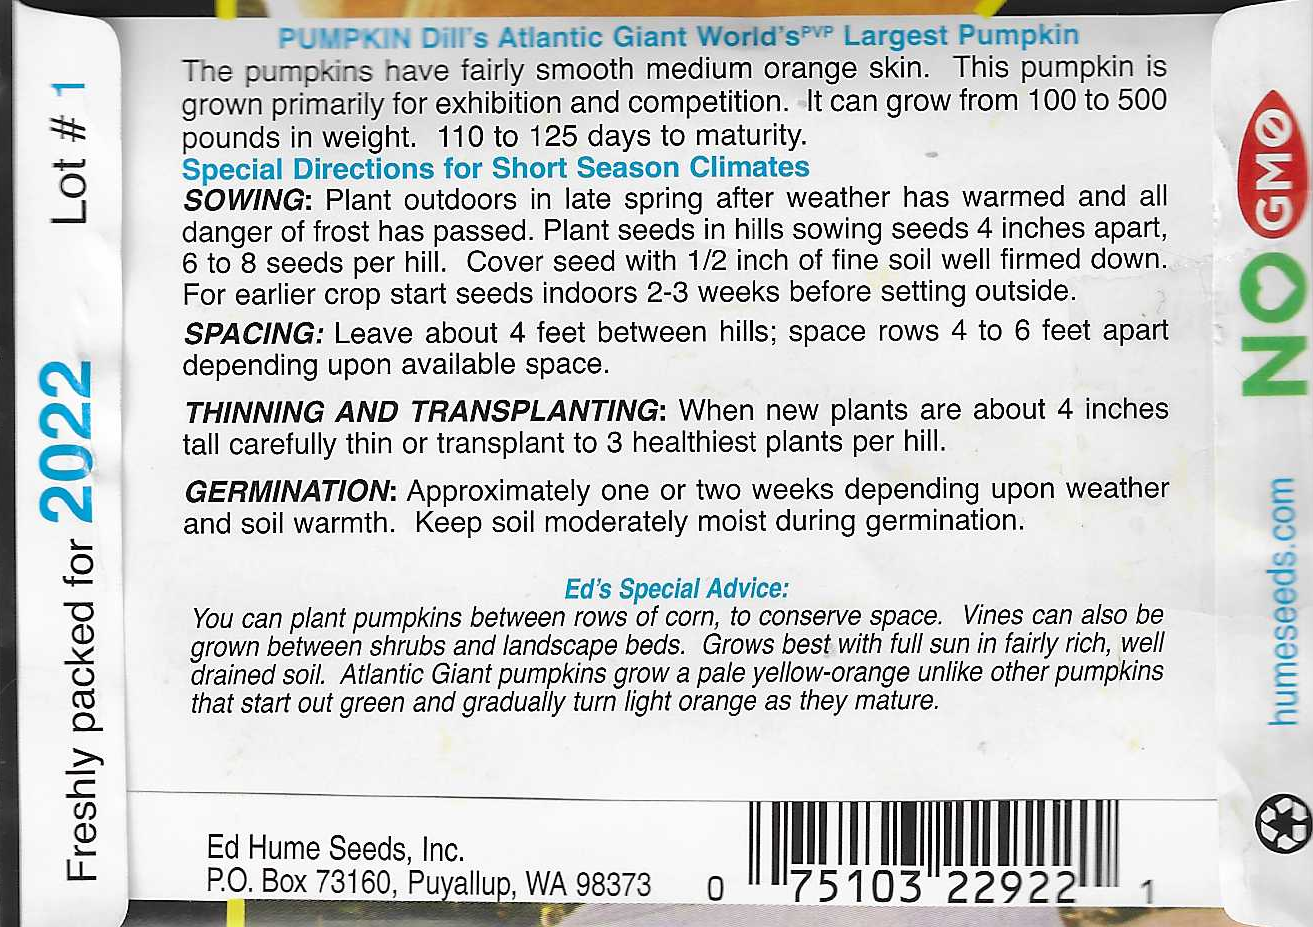 PUMPKIN Dill's Atlantic Giant World'sPVP Largest Pumpkin
The pumpkins have fairly smooth medium orange skin. This pumpkin is
grown primarily for exhibition and competition. It can grow from 100 to 500
pounds in weight. 110 to 125 days to maturity.
Special Directions for Short Season Climates
SOWING: Plant outdoors in late spring after weather has warmed and all
danger of frost has passed. Plant seeds in hills sowing seeds 4 inches apart,
6 to 8 seeds per hill. Cover seed with 1/2 inch of fine soil well firmed down.
For earlier crop start seeds indoors 2-3 weeks before setting outside.
SPACING: Leave about 4 feet between hills; space rows 4 to 6 feet apart
depending upon available space.
THINNING AND TRANSPLANTING: When new plants are about 4 inches
tall carefully thin or transplant to 3 healthiest plants per hill.
GERMINATION: Approximately one or two weeks depending upon weather
and soil warmth. Keep soil moderately moist during germination.
Ed's Special Advice:
You can plant pumpkins between rows of corn, to conserve space. Vines can also be
grown between shrubs and landscape beds. Grows best with full sun in fairly rich, well
drained soil. Atlantic Giant pumpkins grow a pale yellow-orange unlike other pumpkins
that start out green and gradually turn light orange as they mature.
Ed Hume Seeds, Inc.
P.O. Box 73160, Puyallup, WA 98373
0 75103 22922 1
Freshly packed for 2022 Lot # 1
NO GMO
humeseeds.com